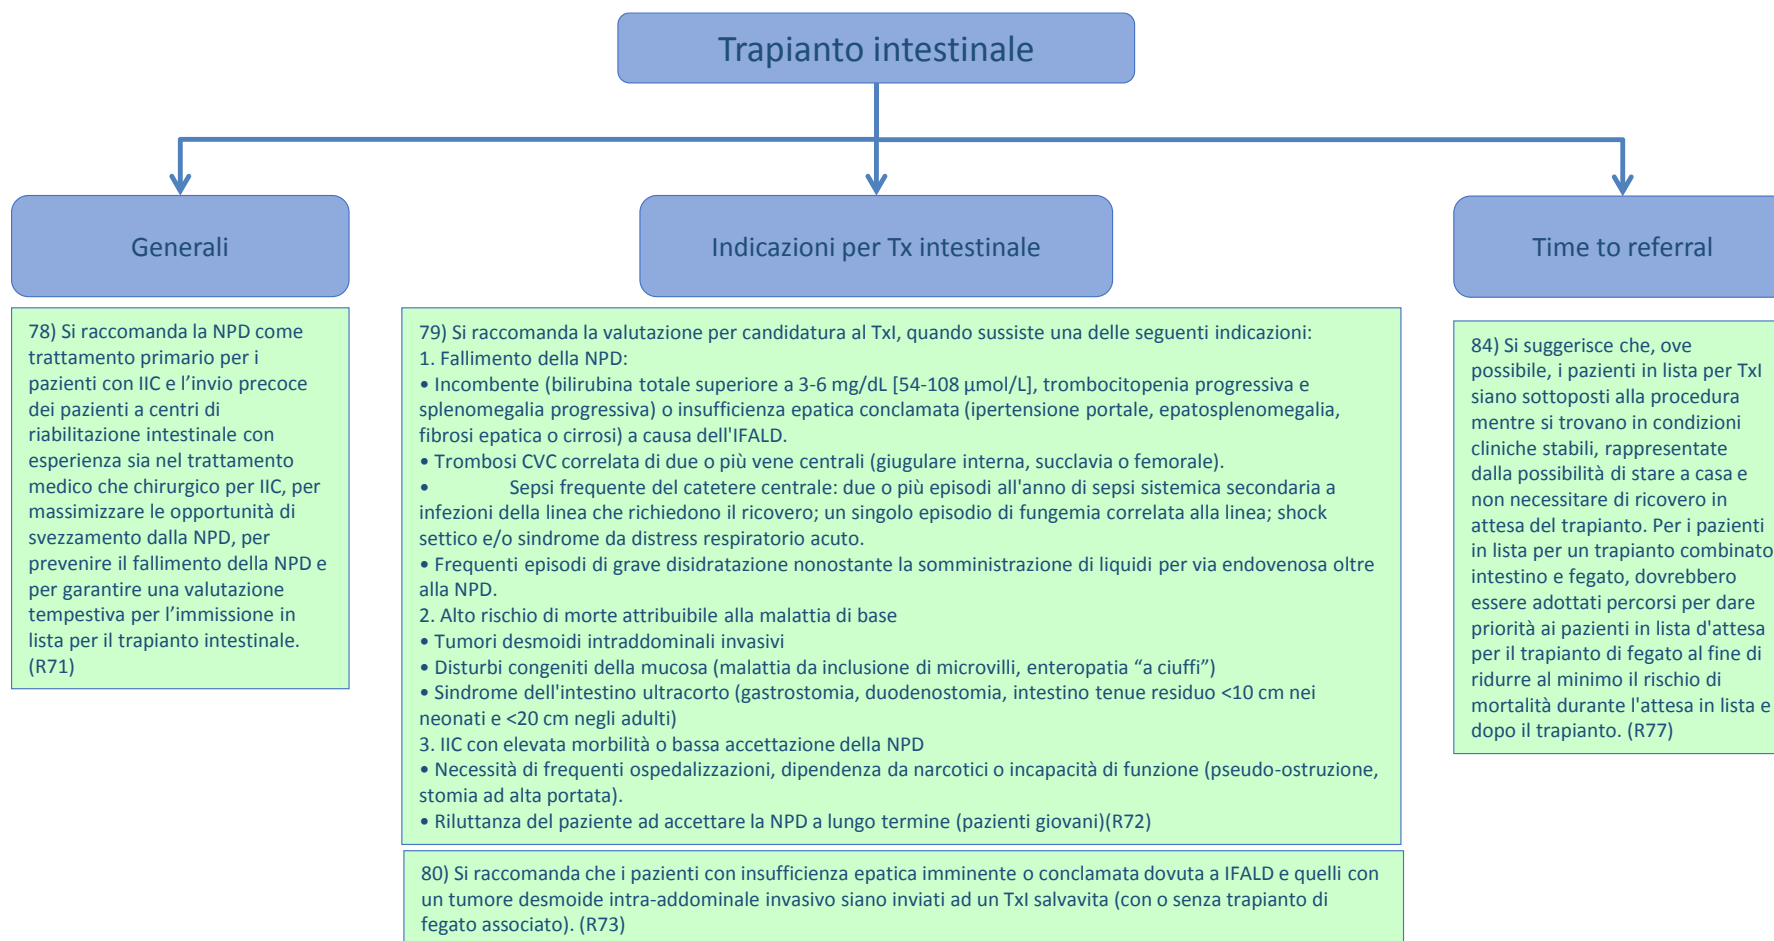 Trapianto intestinale
Generali
Indicazioni per Tx intestinale
Time to referral
78) Si raccomanda la NPD come
trattamento primario per i
pazienti con IIC e l’invio precoce
dei pazienti a centri di
riabilitazione intestinale con
esperienza sia nel trattamento
medico che chirurgico per IIC, per
massimizzare le opportunità di
svezzamento dalla NPD, per
prevenire il fallimento della NPD e
per garantire una valutazione
tempestiva per l’immissione in
lista per il trapianto intestinale.
(R71)
79) Si raccomanda la valutazione per candidatura al TxI, quando sussiste una delle seguenti indicazioni:
1. Fallimento della NPD:
• Incombente (bilirubina totale superiore a 3-6 mg/dL [54-108 μmol/L], trombocitopenia progressiva e
splenomegalia progressiva) o insufficienza epatica conclamata (ipertensione portale, epatosplenomegalia,
fibrosi epatica o cirrosi) a causa dell'IFALD.
• Trombosi CVC correlata di due o più vene centrali (giugulare interna, succlavia o femorale).
• Sepsi frequente del catetere centrale: due o più episodi all'anno di sepsi sistemica secondaria a
infezioni della linea che richiedono il ricovero; un singolo episodio di fungemia correlata alla linea; shock
settico e/o sindrome da distress respiratorio acuto.
• Frequenti episodi di grave disidratazione nonostante la somministrazione di liquidi per via endovenosa oltre
alla NPD.
2. Alto rischio di morte attribuibile alla malattia di base
• Tumori desmoidi intraddominali invasivi
• Disturbi congeniti della mucosa (malattia da inclusione di microvilli, enteropatia “a ciuffi”)
• Sindrome dell'intestino ultracorto (gastrostomia, duodenostomia, intestino tenue residuo <10 cm nei
neonati e <20 cm negli adulti)
3. IIC con elevata morbilità o bassa accettazione della NPD
• Necessità di frequenti ospedalizzazioni, dipendenza da narcotici o incapacità di funzione (pseudo-ostruzione,
stomia ad alta portata).
• Riluttanza del paziente ad accettare la NPD a lungo termine (pazienti giovani)(R72)
80) Si raccomanda che i pazienti con insufficienza epatica imminente o conclamata dovuta a IFALD e quelli con
un tumore desmoide intra-addominale invasivo siano inviati ad un TxI salvavita (con o senza trapianto di
fegato associato). (R73)
84) Si suggerisce che, ove
possibile, i pazienti in lista per TxI
siano sottoposti alla procedura
mentre si trovano in condizioni
cliniche stabili, rappresentate
dalla possibilità di stare a casa e
non necessitare di ricovero in
attesa del trapianto. Per i pazienti
in lista per un trapianto combinato
intestino e fegato, dovrebbero
essere adottati percorsi per dare
priorità ai pazienti in lista d'attesa
per il trapianto di fegato al fine di
ridurre al minimo il rischio di
mortalità durante l'attesa in lista e
dopo il trapianto. (R77)